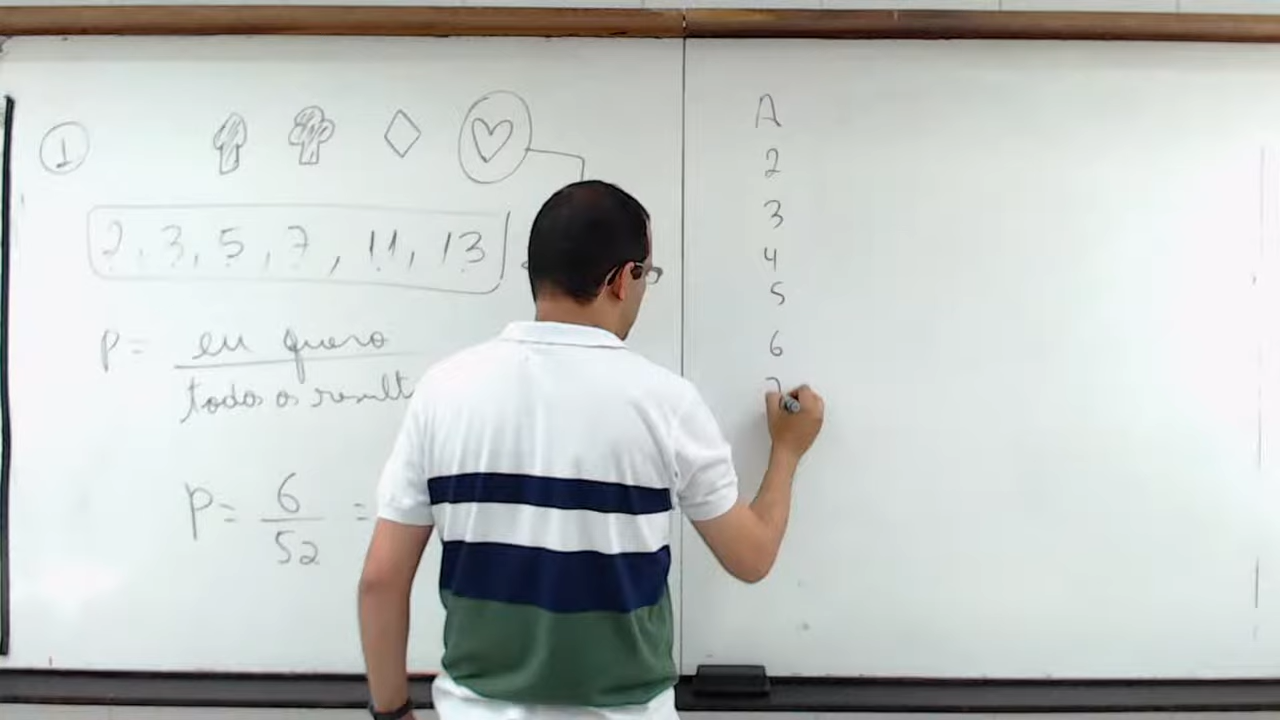 1
2, 3, 5, 7, 11, 13
P = eu quero
todos os result
P = 6 =
52
A
2
3
4
5
6
7